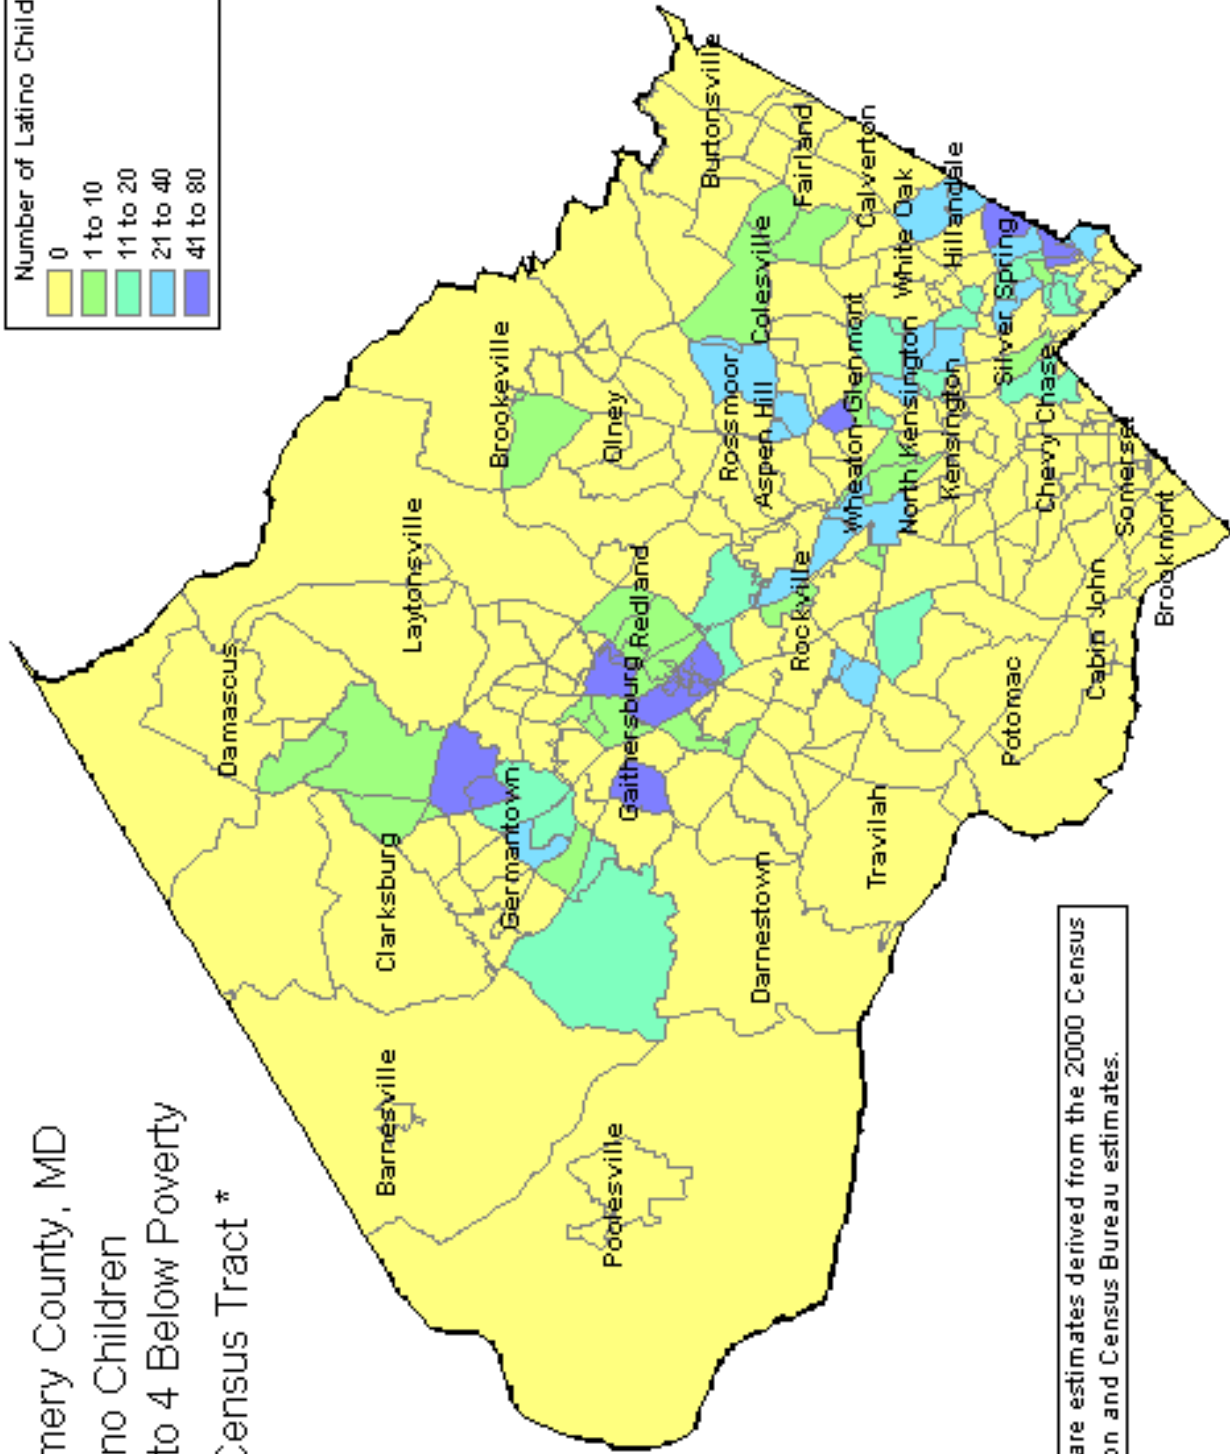 mery County, MD
no Children
to 4 Below Poverty
Census Tract *
Number of Latino Child
0
1 to 10
11 to 20
21 to 40
41 to 80
Damascus
Laytonsville
Brookeville
Clarksburg
Barnesville
Germantown
Olney
Poolesville
Gaithersburg
Redland
Burtonsville
Rossmoor
Aspen Hill
Colesville
Fairland
Darnestown
Rockville
Wheaton-Glenmont
Calverton
Travilah
North Kensington
White Oak
Kensington
Hillandale
Potomac
Silver Spring
Chevy Chase
Cabin John
Somerset
Brookmont
are estimates derived from the 2000 Census
on and Census Bureau estimates.